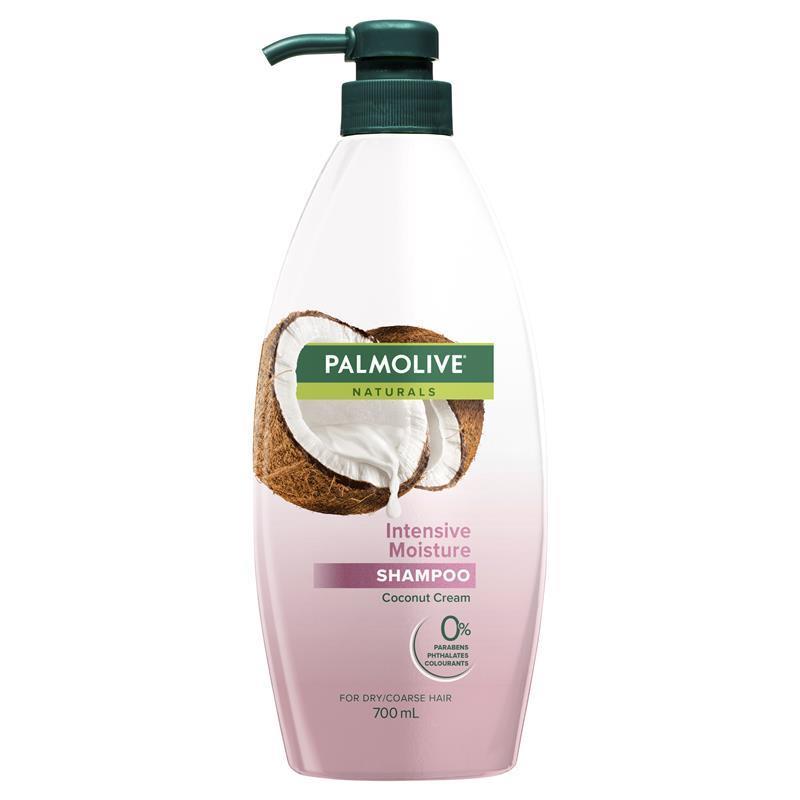 PALMOLIVE®
NATURALS
Intensive
Moisture
SHAMPOO
Coconut Cream
0%
PARABENS
PHTHALATES
COLOURANTS
FOR DRY/COARSE HAIR
700 mL